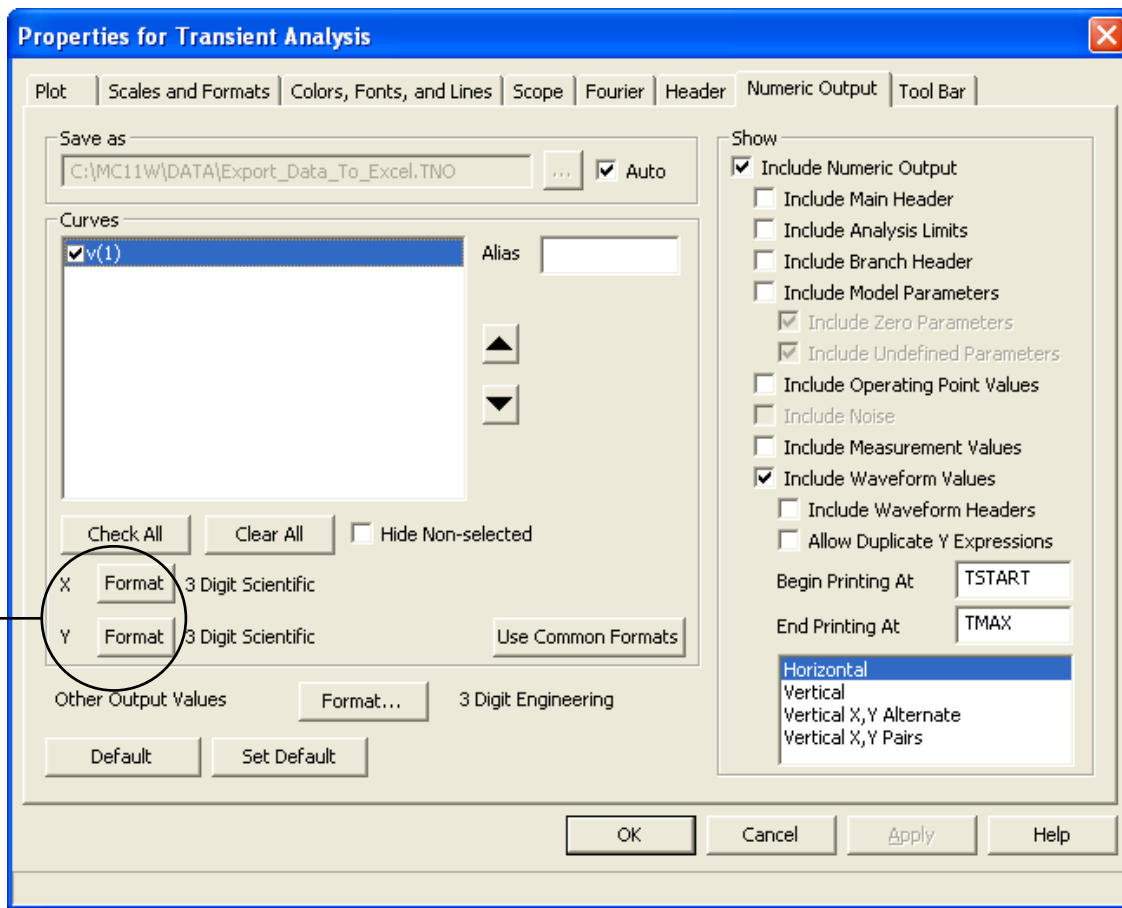 Properties for Transient Analysis
Plot
Scales and Formats
Colors, Fonts, and Lines
Scope
Fourier
Header
Numeric Output
Tool Bar
Save as
C:\MC11W\DATA\Export_Data_To_Excel.TNO
...
Auto
Curves
v(1)
Alias
Check All
Clear All
Hide Non-selected
X
Format
3 Digit Scientific
Y
Format
3 Digit Scientific
Use Common Formats
Other Output Values
Format...
3 Digit Engineering
Default
Set Default
Show
Include Numeric Output
Include Main Header
Include Analysis Limits
Include Branch Header
Include Model Parameters
Include Zero Parameters
Include Undefined Parameters
Include Operating Point Values
Include Noise
Include Measurement Values
Include Waveform Values
Include Waveform Headers
Allow Duplicate Y Expressions
Begin Printing At
TSTART
End Printing At
TMAX
Horizontal
Vertical
Vertical X,Y Alternate
Vertical X,Y Pairs
OK
Cancel
Apply
Help